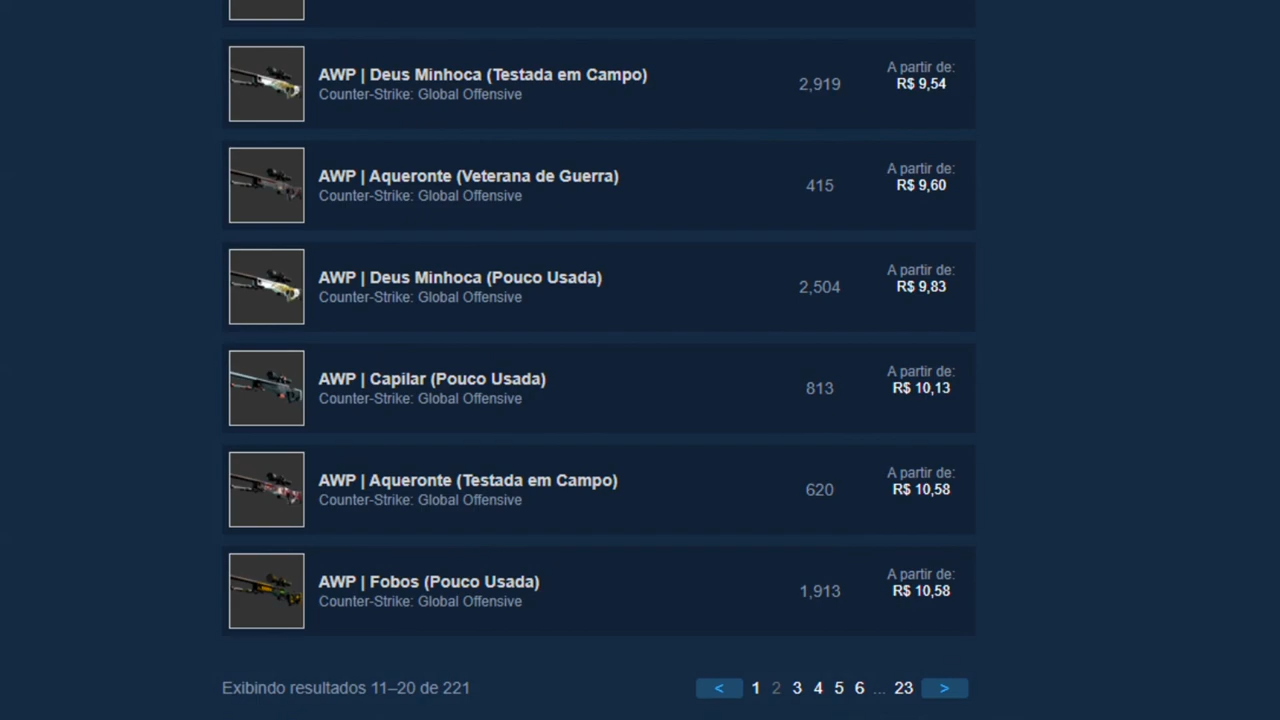 AWP | Deus Minhoca (Testada em Campo)
Counter-Strike: Global Offensive
2,919
A partir de:
R$ 9,54
AWP | Aqueronte (Veterana de Guerra)
Counter-Strike: Global Offensive
415
A partir de:
R$ 9,60
AWP | Deus Minhoca (Pouco Usada)
Counter-Strike: Global Offensive
2,504
A partir de:
R$ 9,83
AWP | Capilar (Pouco Usada)
Counter-Strike: Global Offensive
813
A partir de:
R$ 10,13
AWP | Aqueronte (Testada em Campo)
Counter-Strike: Global Offensive
620
A partir de:
R$ 10,58
AWP | Fobos (Pouco Usada)
Counter-Strike: Global Offensive
1,913
A partir de:
R$ 10,58
Exibindo resultados 11–20 de 221
< 1 2 3 4 5 6 ... 23 >